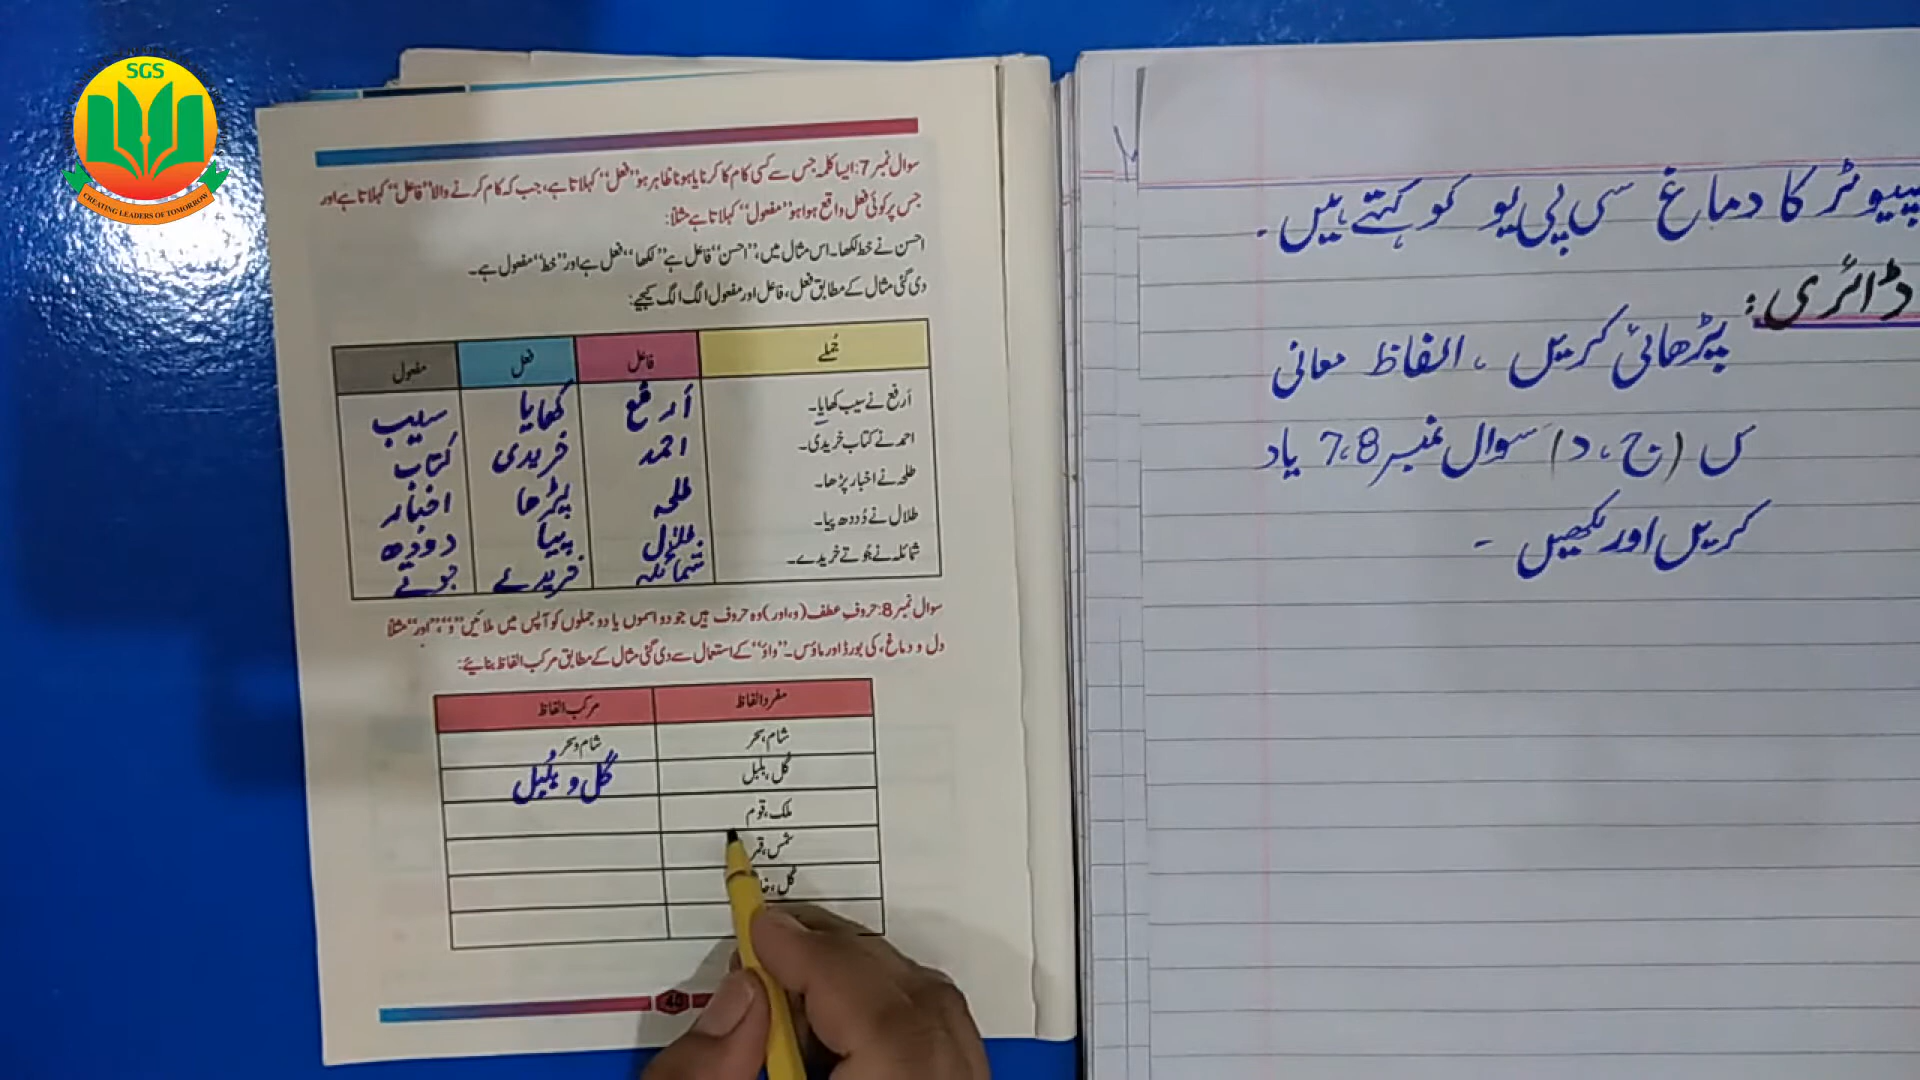 SGS
CREATING LEADERS OF TOMORROW
سوال نمبر 7: ایسا کلمہ جس سے کسی کام کا کرنا یا ہونا ظاہر ہو ”فعل“ کہلاتا ہے، جب کہ کام کرنے والا ”فاعل“ کہلاتا ہے اور
جس پر کوئی فعل واقع ہوا ہو ”مفعول“ کہلاتا ہے مثلاً:
احسن نے خط لکھا۔ اس مثال میں، ”احسن“ فاعل ہے ”لکھا“ فعل ہے اور ”خط“ مفعول ہے۔
دی گئی مثال کے مطابق فعل، فاعل اور مفعول الگ الگ کیجیے:
جُملے فاعل فعل مفعول
اَرفع نے سیب کھایا۔ اَرفع کھایا سیب
احمد نے کتاب خریدی۔ احمد خریدی کتاب
طلحہ نے اخبار پڑھا۔ طلحہ پڑھا اخبار
طلال نے دُودھ پیا۔ طلال پیا دودھ
شمائلہ نے جُوتے خریدے۔ شمائلہ خریدے جوتے
سوال نمبر 8: حروفِ عطف (و، اور) وہ حروف ہیں جو دو اسموں یا دو جملوں کو آپس میں ملائیں ”و“، ”اور“ مثلاً
دل و دماغ، کی بورڈ اور ماؤس۔ ”واؤ“ کے استعمال سے دی گئی مثال کے مطابق مرکب الفاظ بنائیے:
مفرد الفاظ مرکب الفاظ
شام، سحر شام و سحر
گُل، بلبل گُل و بُلبُل
ملک، قوم
شمس، قمر
گُل،
40
پیوٹر کا دماغ سی پی یو کو کہتے ہیں۔
ڈائری:
پڑھائی کریں، الفاظ معانی
س (ج، د) سوال نمبر 7،8 یاد
کریں اور لکھیں۔